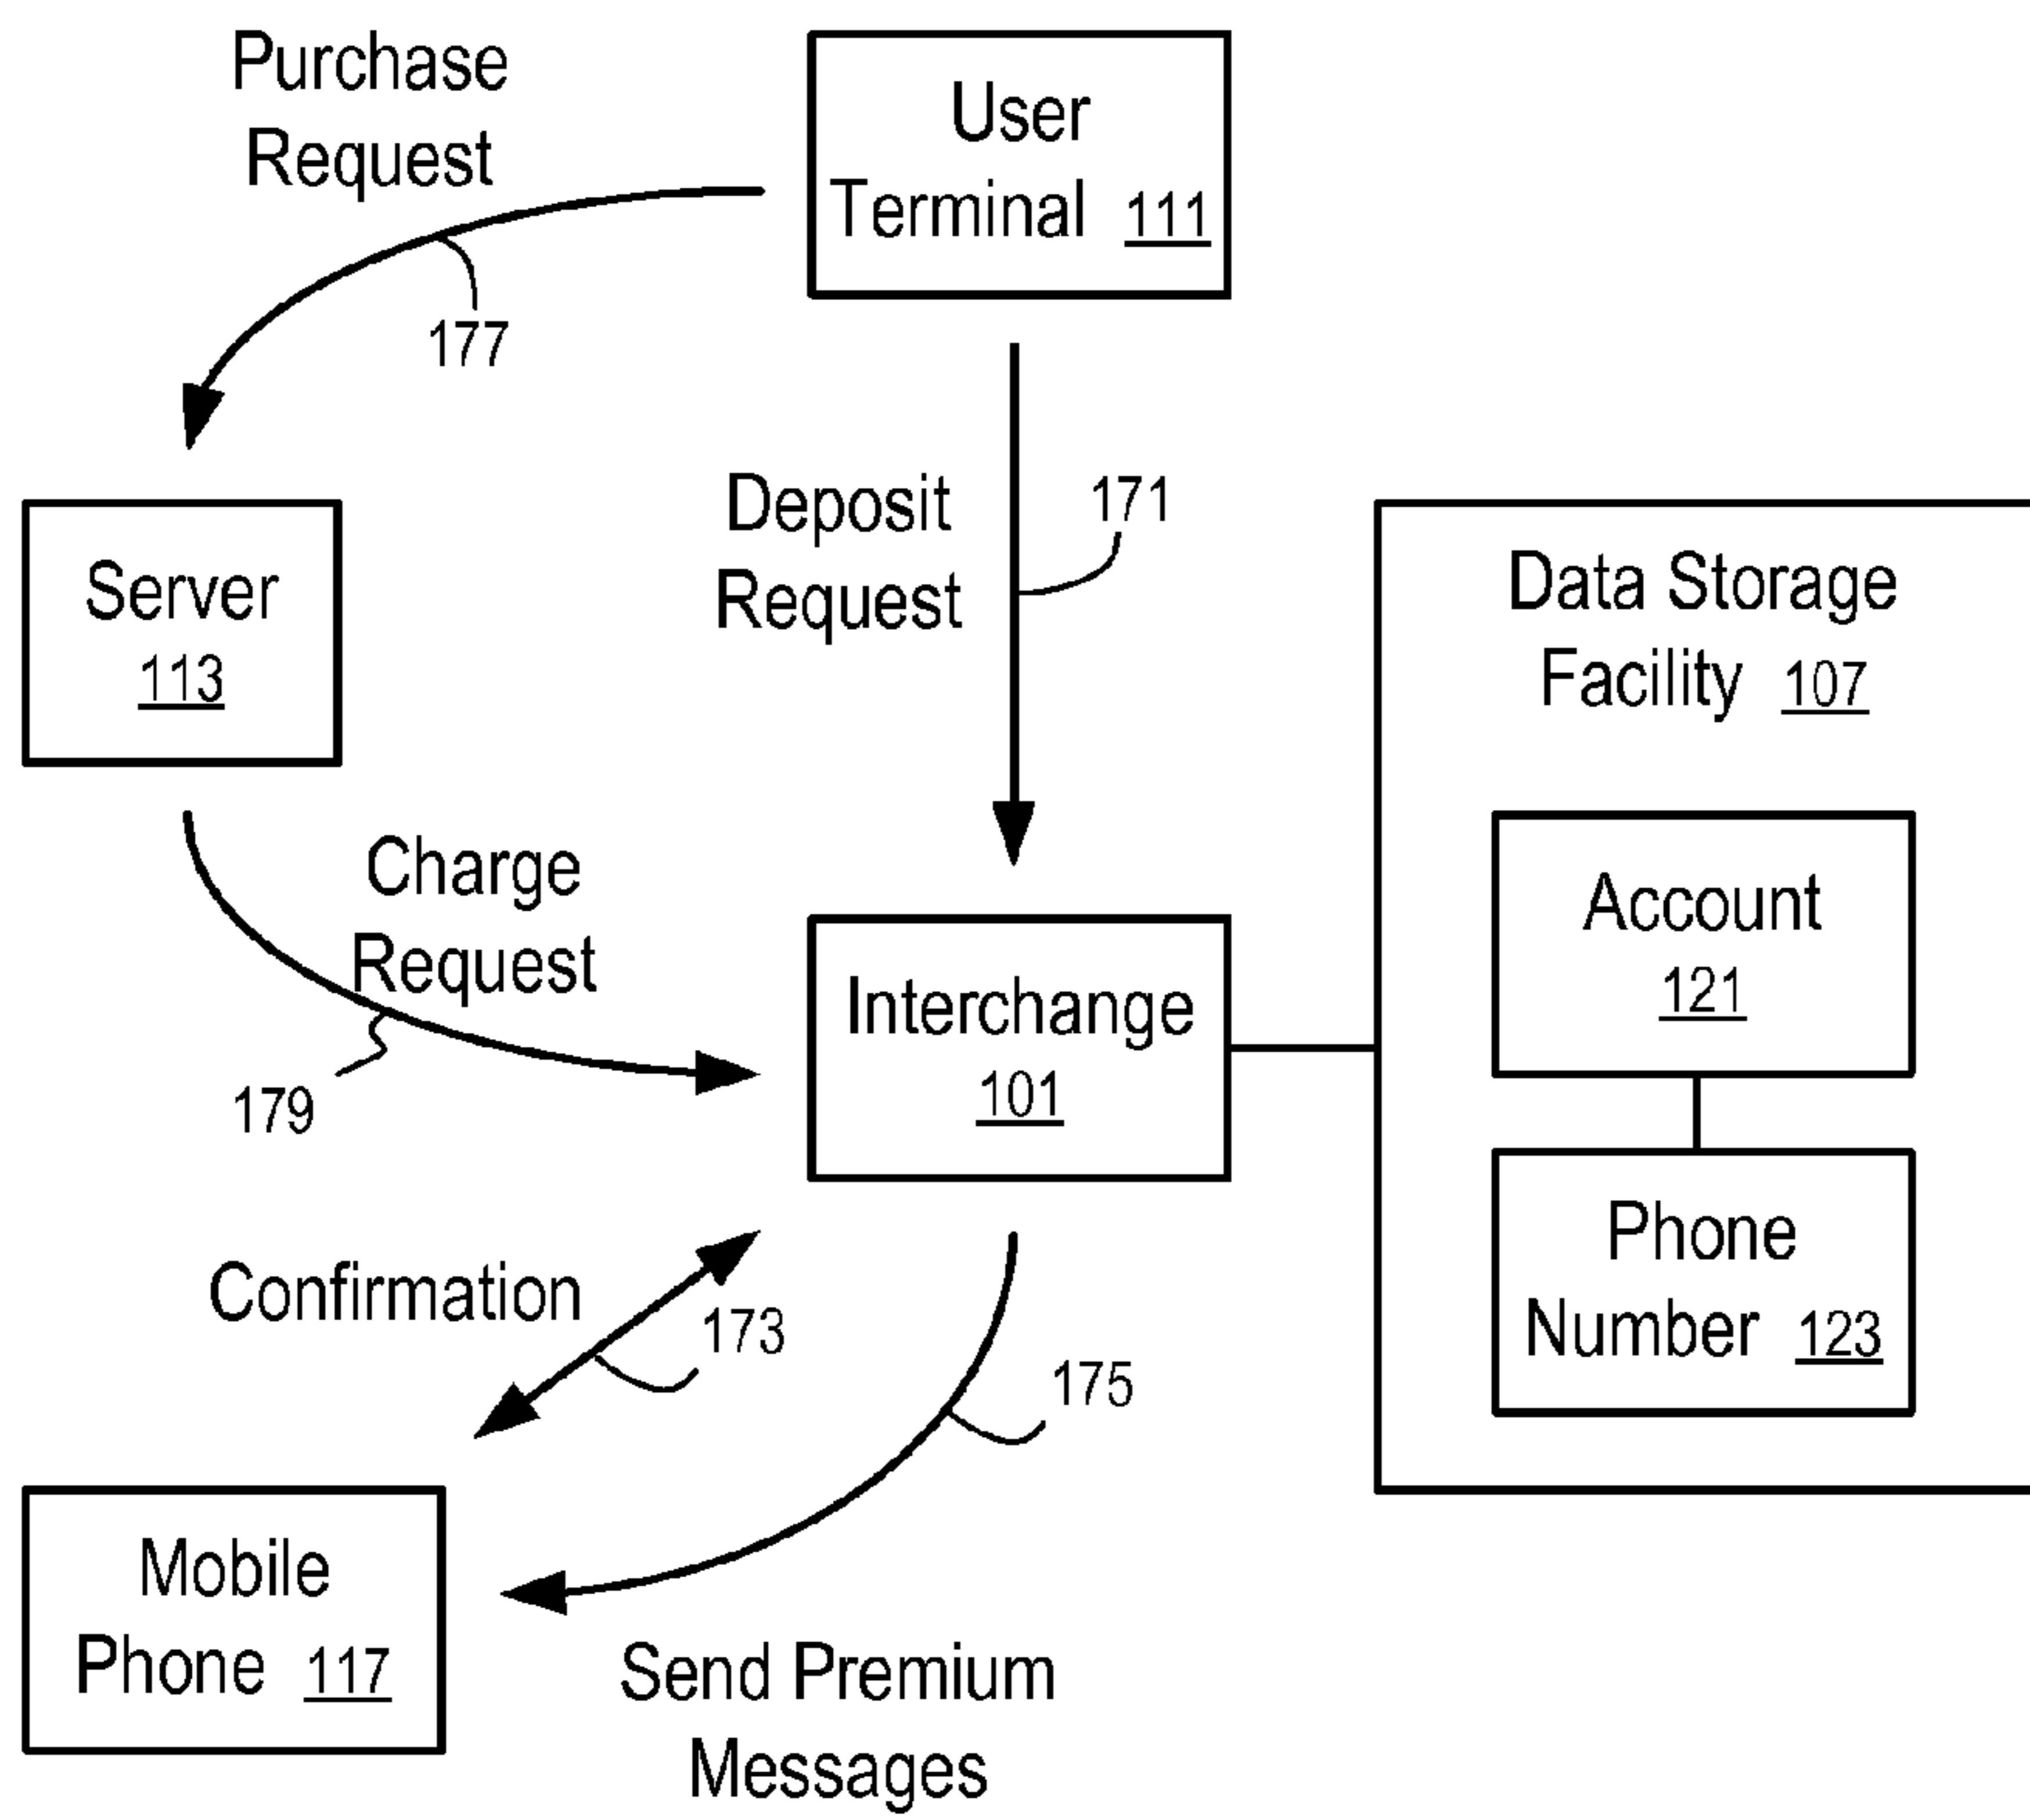 Purchase
Request
177
User
Terminal 111
Deposit
Request
171
Server
113
Data Storage
Facility 107
Charge
Request
179
Interchange
101
Account
121
Phone
Number 123
Confirmation
173
175
Mobile
Phone 117
Send Premium
Messages